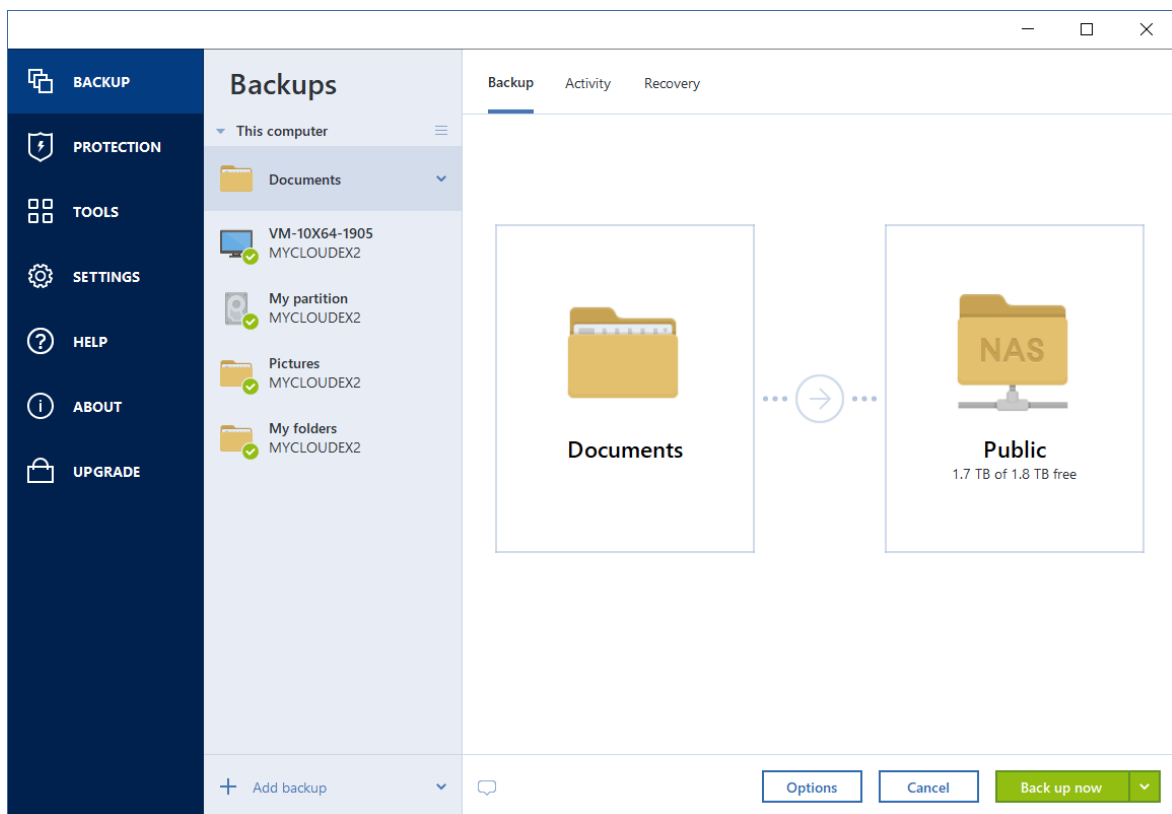 BACKUP
PROTECTION
TOOLS
SETTINGS
HELP
ABOUT
UPGRADE
Backups
This computer
Documents
VM-10X64-1905
MYCLOUDEX2
My partition
MYCLOUDEX2
Pictures
MYCLOUDEX2
My folders
MYCLOUDEX2
Add backup
Backup Activity Recovery
Documents
NAS
Public
1.7 TB of 1.8 TB free
Options Cancel Back up now